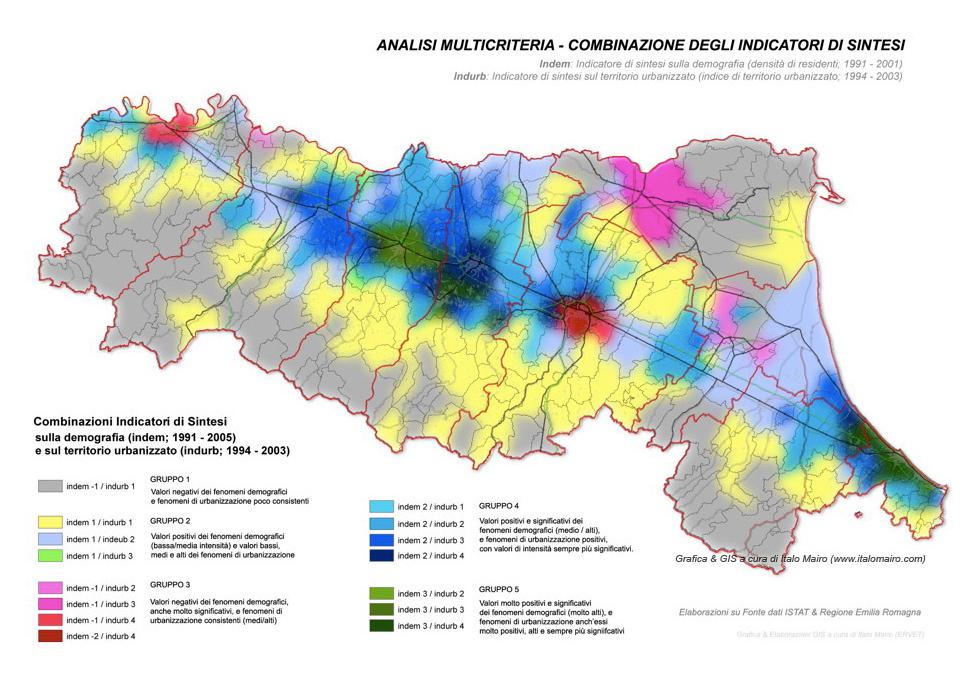 ANALISI MULTICRITERIA - COMBINAZIONE DEGLI INDICATORI DI SINTESI
Indem: Indicatore di sintesi sulla demografia (densità di residenti; 1991 - 2001)
Indurb: Indicatore di sintesi sul territorio urbanizzato (indice di territorio urbanizzato; 1994 - 2003)
Combinazioni Indicatori di Sintesi
sulla demografia (indem; 1991 - 2005)
e sul territorio urbanizzato (indurb; 1994 - 2003)
indem -1 / indurb 1
GRUPPO 1
Valori negativi dei fenomeni demografici
e fenomeni di urbanizzazione poco consistenti
indem 1 / indurb 1
indem 1 / indeub 2
indem 1 / indurb 3
GRUPPO 2
Valori positivi dei fenomeni demografici
(bassa/media intensità) e valori bassi,
medi e alti dei fenomeni di urbanizzazione
indem -1 / indurb 2
indem -1 / indurb 3
indem -1 / indurb 4
indem -2 / indurb 4
GRUPPO 3
Valori negativi dei fenomeni demografici,
anche molto significativi, e fenomeni di
urbanizzazione consistenti (medi/alti)
indem 2 / indurb 1
indem 2 / indurb 2
indem 2 / indurb 3
indem 2 / indurb 4
GRUPPO 4
Valori positivi e significativi dei
fenomeni demografici (medio / alti),
e fenomeni di urbanizzazione positivi,
con valori di intensità sempre più significativi.
indem 3 / indurb 2
indem 3 / indurb 3
indem 3 / indurb 4
GRUPPO 5
Valori molto positivi e significativi
dei fenomeni demografici (molto alti), e
fenomeni di urbanizzazione anch'essi
molto positivi, alti e sempre più signiifcativi
Grafica & GIS a cura di Italo Mairo (www.italomairo.com)
Elaborazioni su Fonte dati ISTAT & Regione Emilia Romagna
Grafica & Elaborazioni GIS a cura di Italo Mairo (ERVET)